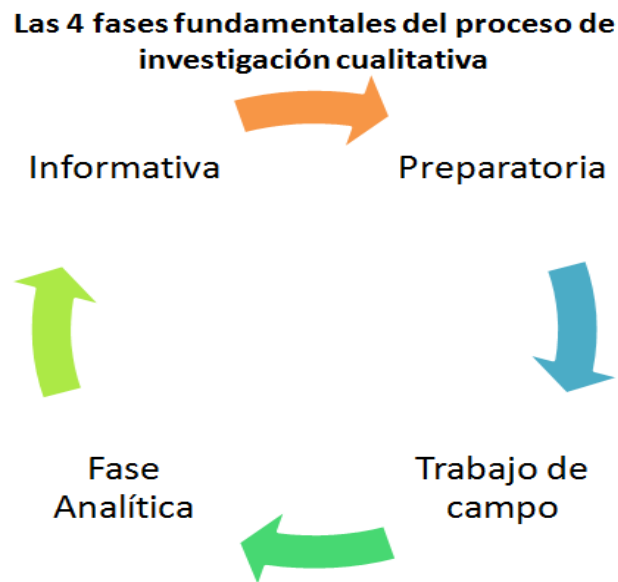 Las 4 fases fundamentales del proceso de
investigación cualitativa
Informativa
Preparatoria
Fase
Analítica
Trabajo de
campo